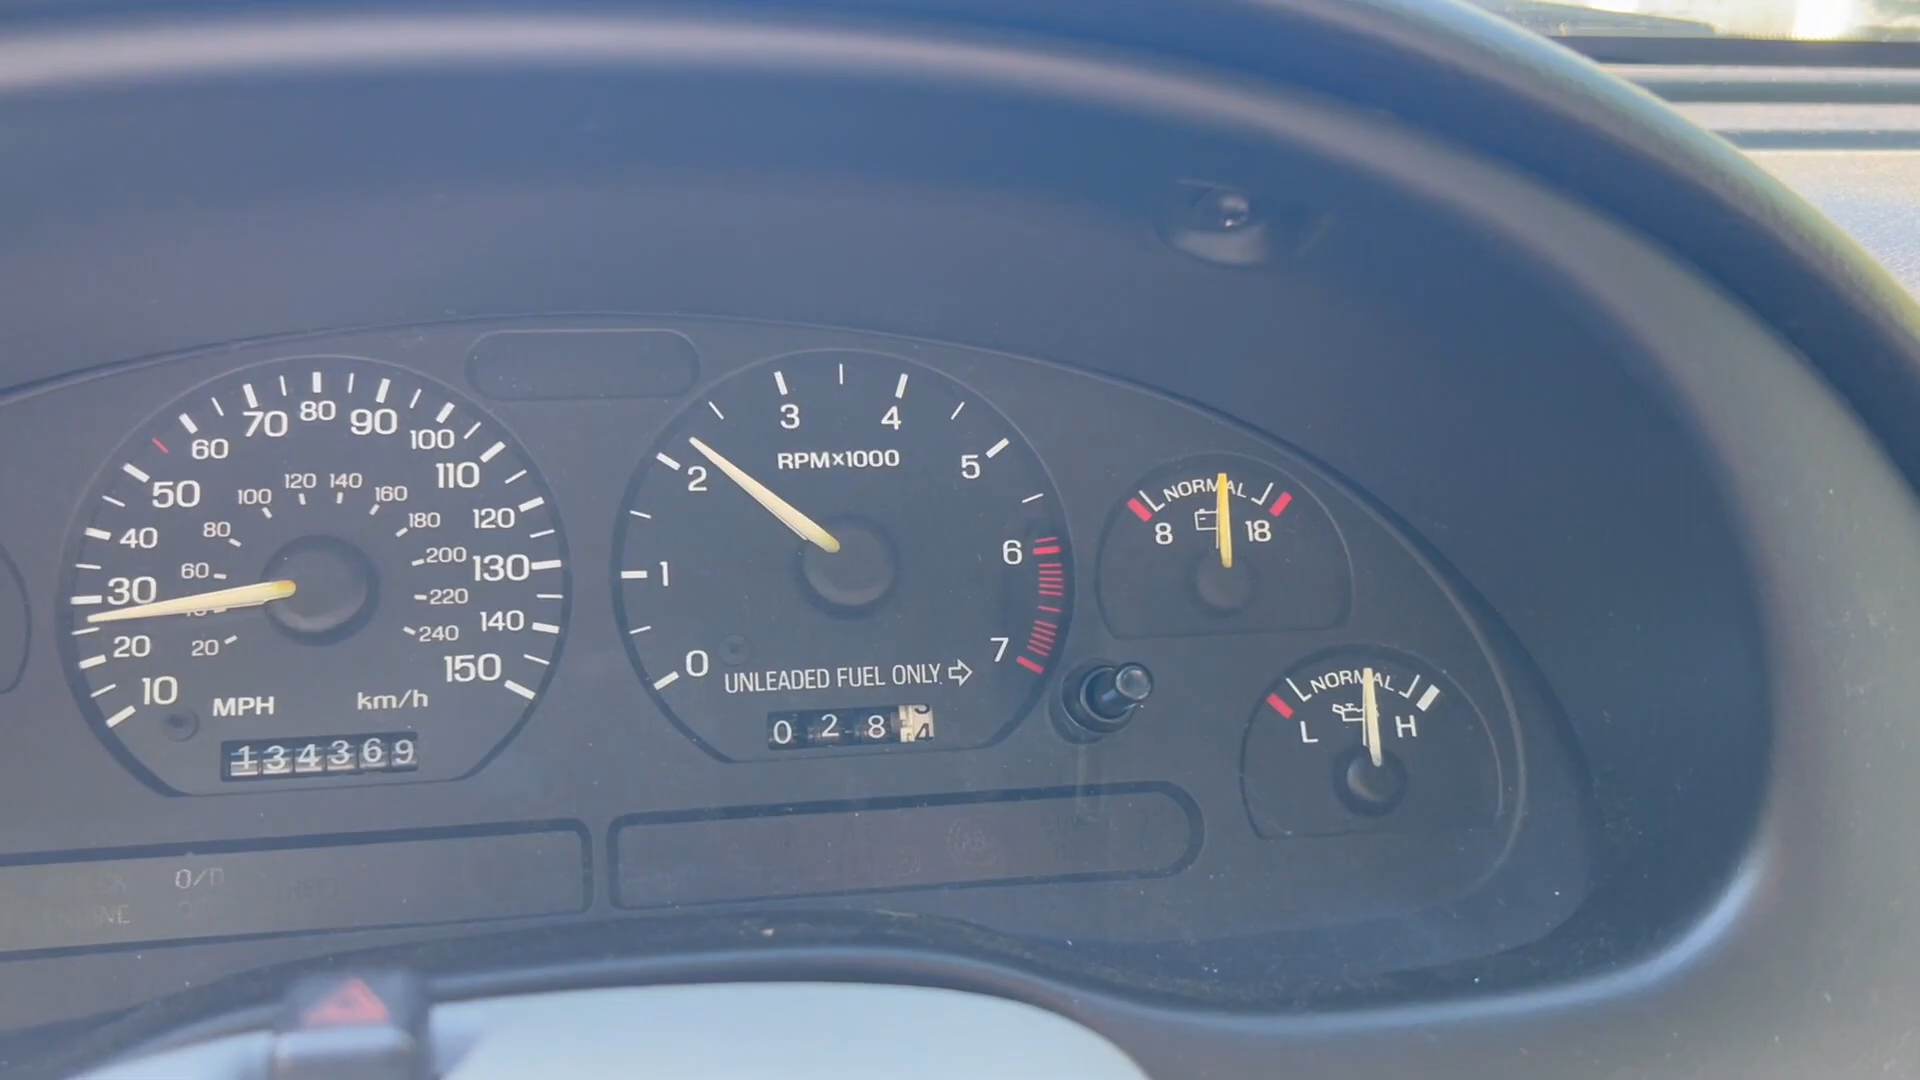 10 20 30 40 50 60 70 80 90 100 110 120 130 140 150
20 60 80 100 120 140 160 180 200 220 240
MPH km/h
134369
0 1 2 3 4 5 6 7
RPM×1000
UNLEADED FUEL ONLY
0 2 8
NORMAL
8 18
NORMAL
L H
O/D